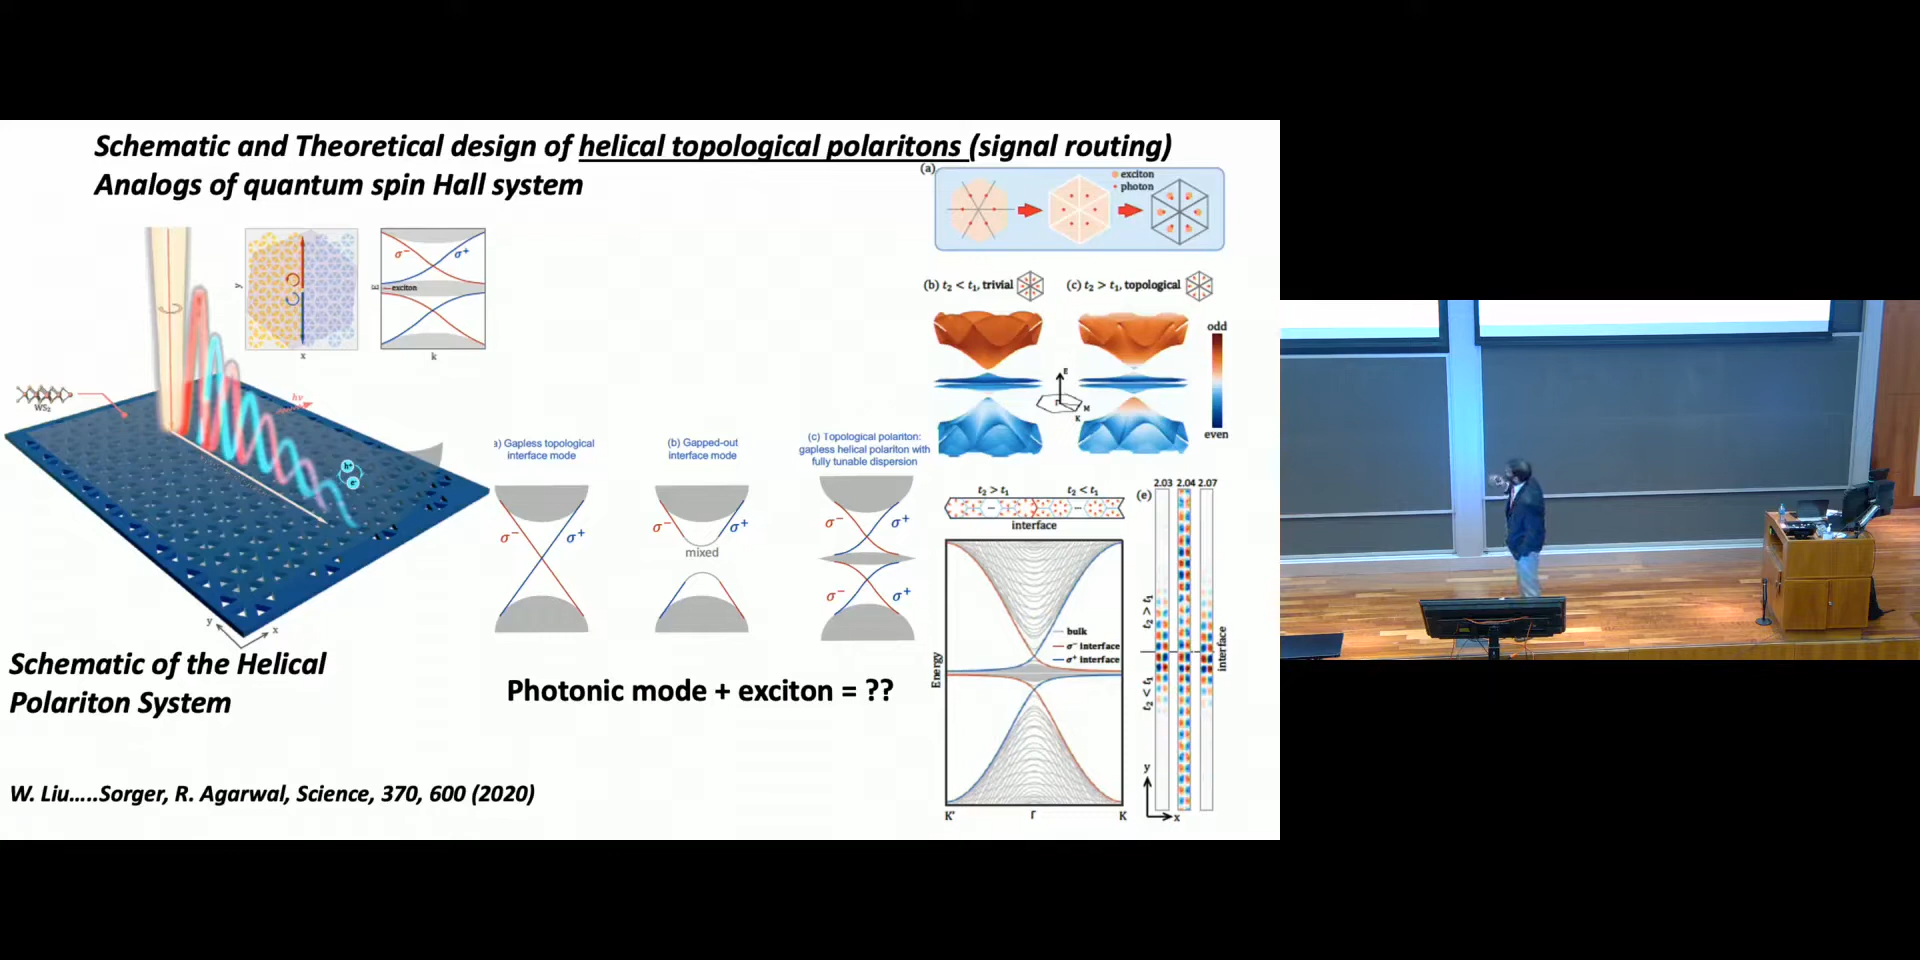 Schematic and Theoretical design of helical topological polaritons (signal routing)
Analogs of quantum spin Hall system
(a)
exciton
photon
σ⁻
σ⁺
exciton
E
k
y
x
WS₂
hν
h⁺
e⁻
y
x
(b) t₂ < t₁, trivial
(c) t₂ > t₁, topological
odd
even
E
Γ
M
K
a) Gapless topological
interface mode
(b) Gapped-out
interface mode
(c) Topological polariton:
gapless helical polariton with
fully tunable dispersion
σ⁻
σ⁺
σ⁻
σ⁺
mixed
σ⁻
σ⁺
σ⁻
σ⁺
t₂ > t₁
t₂ < t₁
interface
Energy
bulk
σ⁻ interface
σ⁺ interface
K'
Γ
K
(e)
2.03 2.04 2.07
t₂ > t₁
t₂ < t₁
interface
y
x
Schematic of the Helical
Polariton System
Photonic mode + exciton = ??
W. Liu.....Sorger, R. Agarwal, Science, 370, 600 (2020)